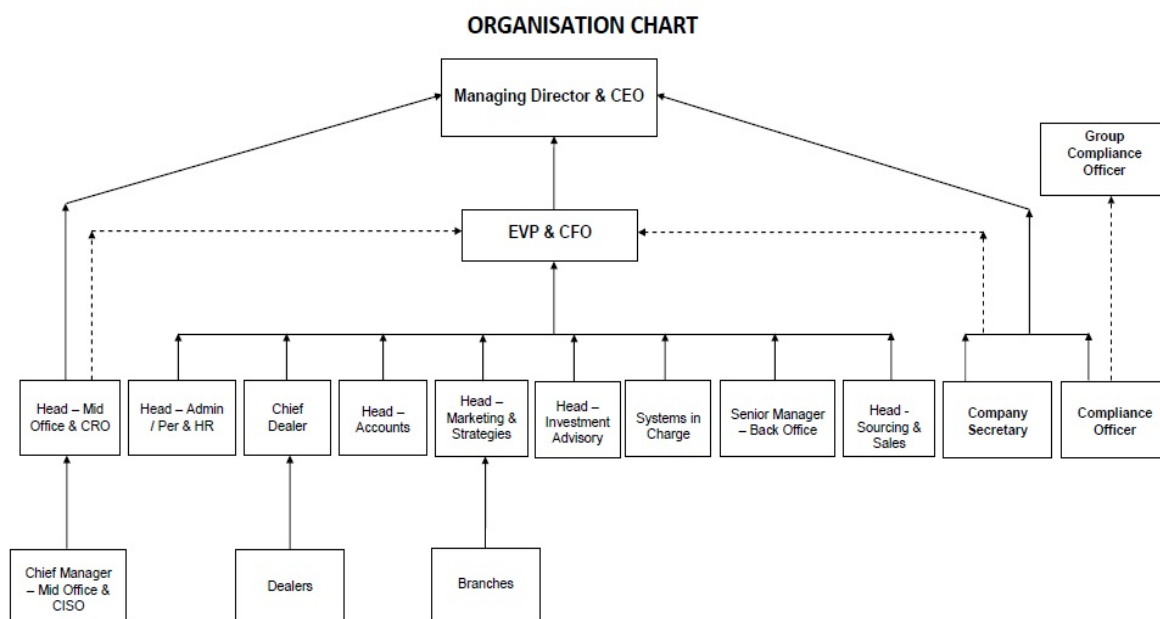 ORGANISATION CHART
Managing Director & CEO
Group
Compliance
Officer
EVP & CFO
Head – Mid
Office & CRO
Head – Admin
/ Per & HR
Chief
Dealer
Head –
Accounts
Head –
Marketing &
Strategies
Head –
Investment
Advisory
Systems in
Charge
Senior Manager
– Back Office
Head -
Sourcing &
Sales
Company
Secretary
Compliance
Officer
Chief Manager
– Mid Office &
CISO
Dealers
Branches